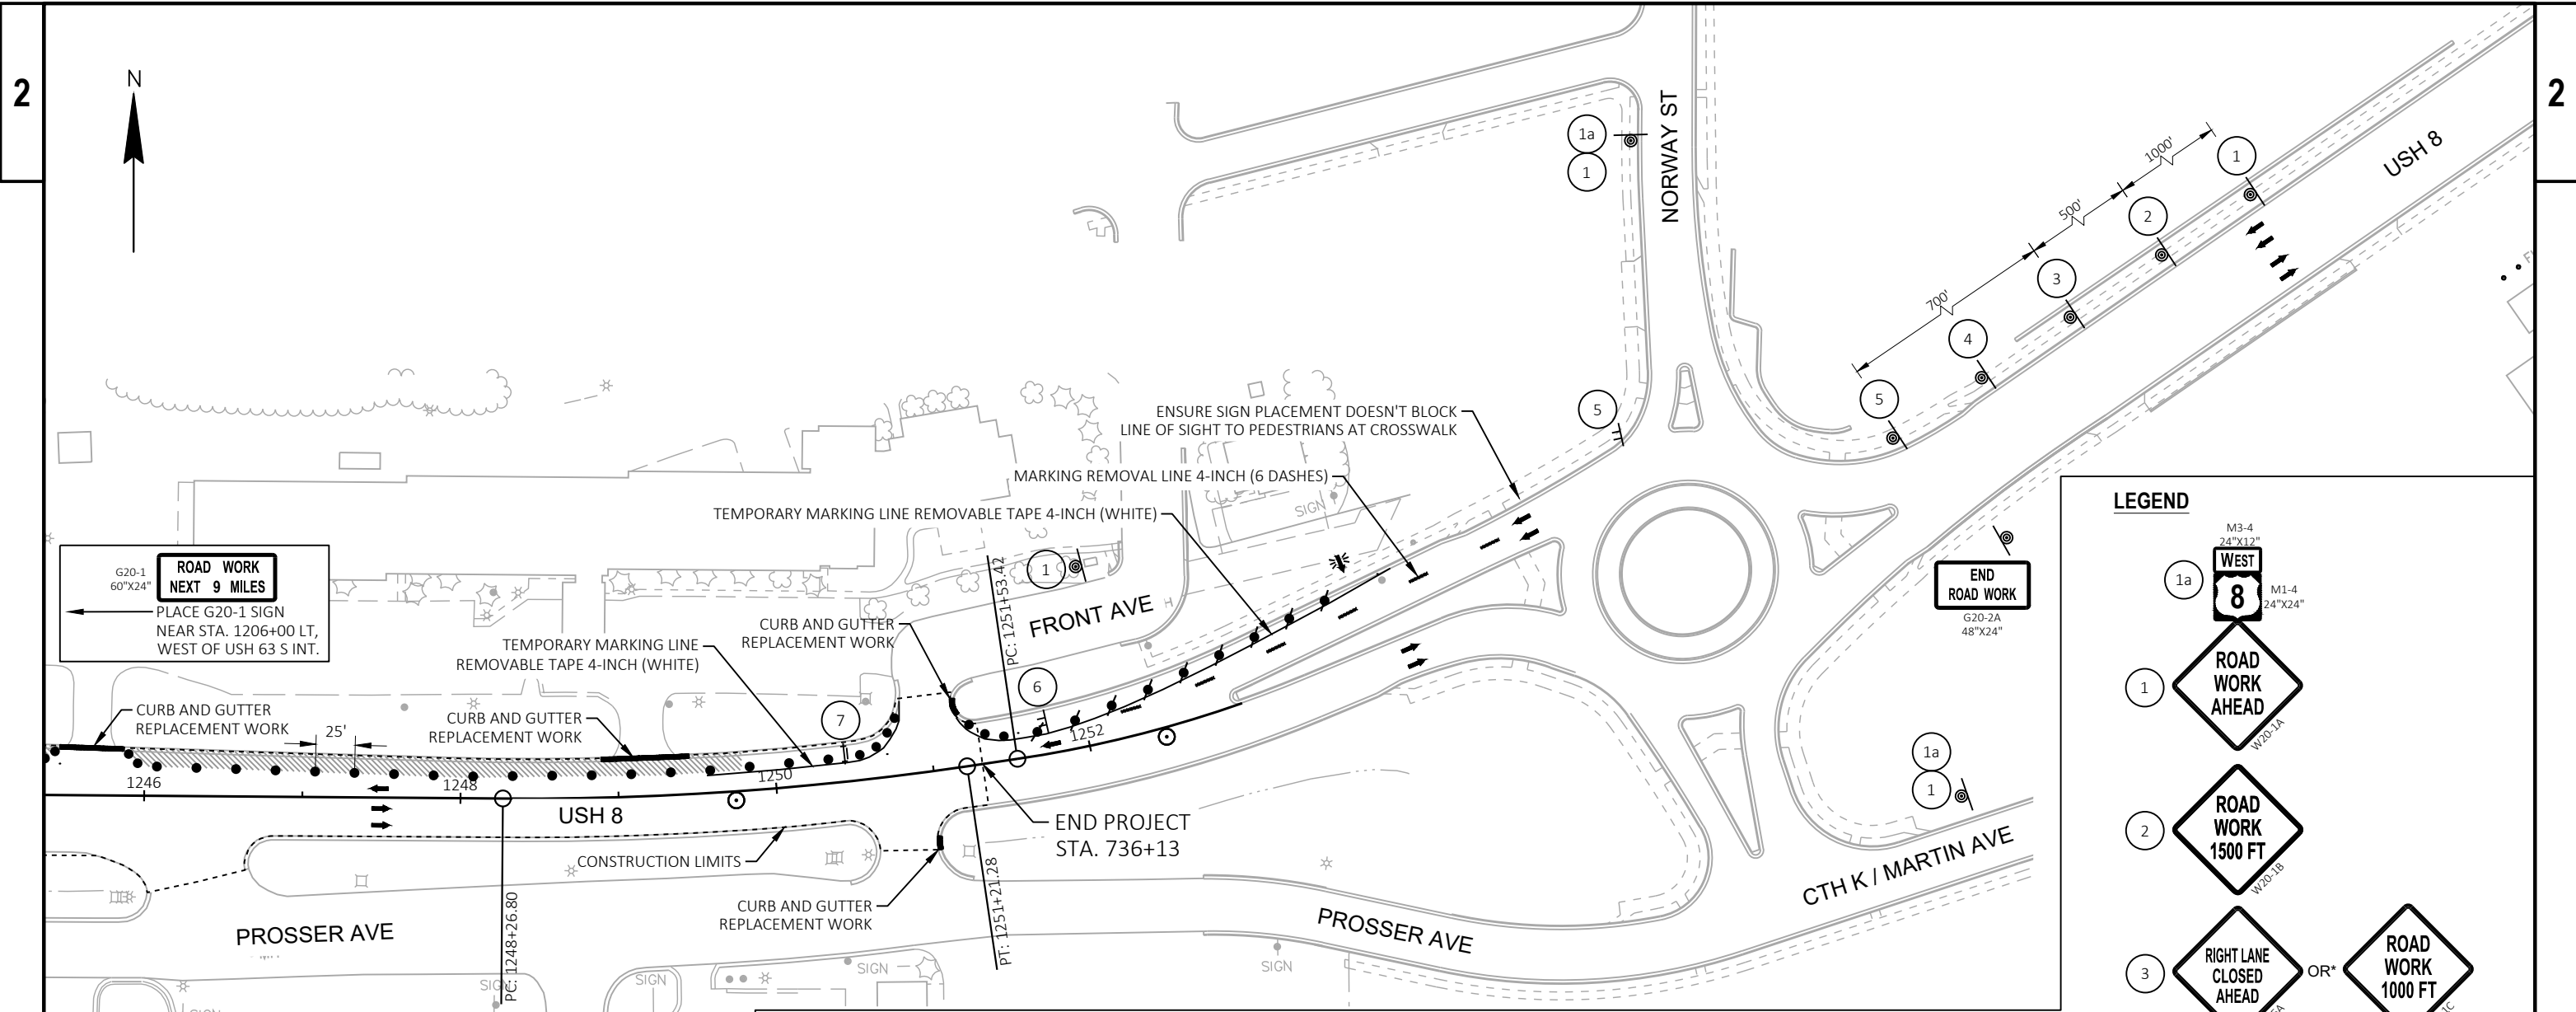 2
2
N
NORWAY ST
1a
1
USH 8
1000'
500'
700'
1
2
3
4
5
5
ENSURE SIGN PLACEMENT DOESN'T BLOCK
LINE OF SIGHT TO PEDESTRIANS AT CROSSWALK
MARKING REMOVAL LINE 4-INCH (6 DASHES)
TEMPORARY MARKING LINE REMOVABLE TAPE 4-INCH (WHITE)
SIGN
G20-1
60"X24"
ROAD WORK
NEXT 9 MILES
PLACE G20-1 SIGN
NEAR STA. 1206+00 LT,
WEST OF USH 63 S INT.
1
PC: 1251+53.42
FRONT AVE
H
CURB AND GUTTER
REPLACEMENT WORK
TEMPORARY MARKING LINE
REMOVABLE TAPE 4-INCH (WHITE)
CURB AND GUTTER
REPLACEMENT WORK
25'
CURB AND GUTTER
REPLACEMENT WORK
7
6
1246
1248
1250
1252
USH 8
END PROJECT
STA. 736+13
CONSTRUCTION LIMITS
CURB AND GUTTER
REPLACEMENT WORK
PC: 1248+26.80
PT: 1251+21.28
PROSSER AVE
PROSSER AVE
SIGN
SIGN
SIGN
SIGN
SIGN
END
ROAD WORK
G20-2A
48"X24"
1a
1
CTH K / MARTIN AVE
LEGEND
M3-4
24"X12"
WEST
8
1a
M1-4
24"X24"
1
ROAD
WORK
AHEAD
W20-1A
2
ROAD
WORK
1500 FT
W20-1B
3
RIGHT LANE
CLOSED
AHEAD
OR*
ROAD
WORK
1000 FT